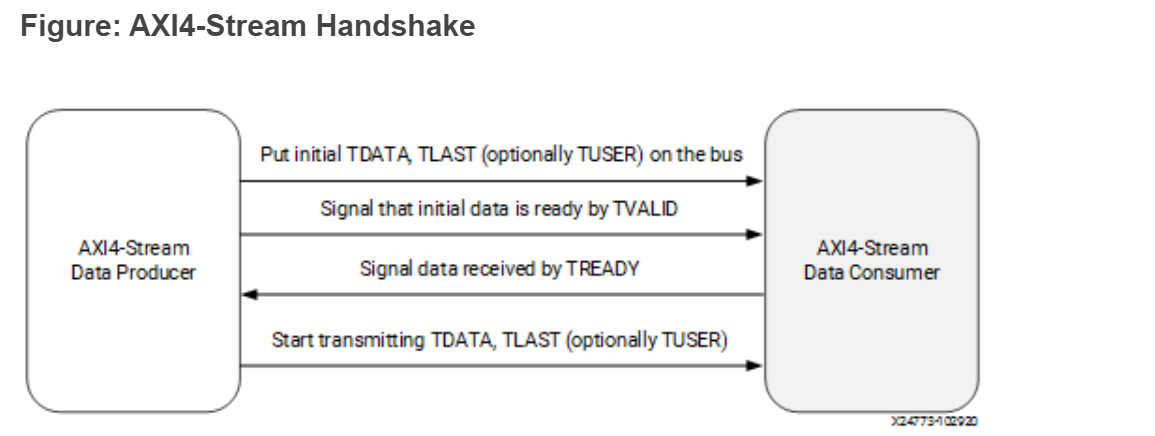 Figure: AXI4-Stream Handshake
Put initial TDATA, TLAST (optionally TUSER) on the bus
Signal that initial data is ready by TVALID
AXI4-Stream
Data Producer
Signal data received by TREADY
AXI4-Stream
Data Consumer
Start transmitting TDATA, TLAST (optionally TUSER)
X24773-102920